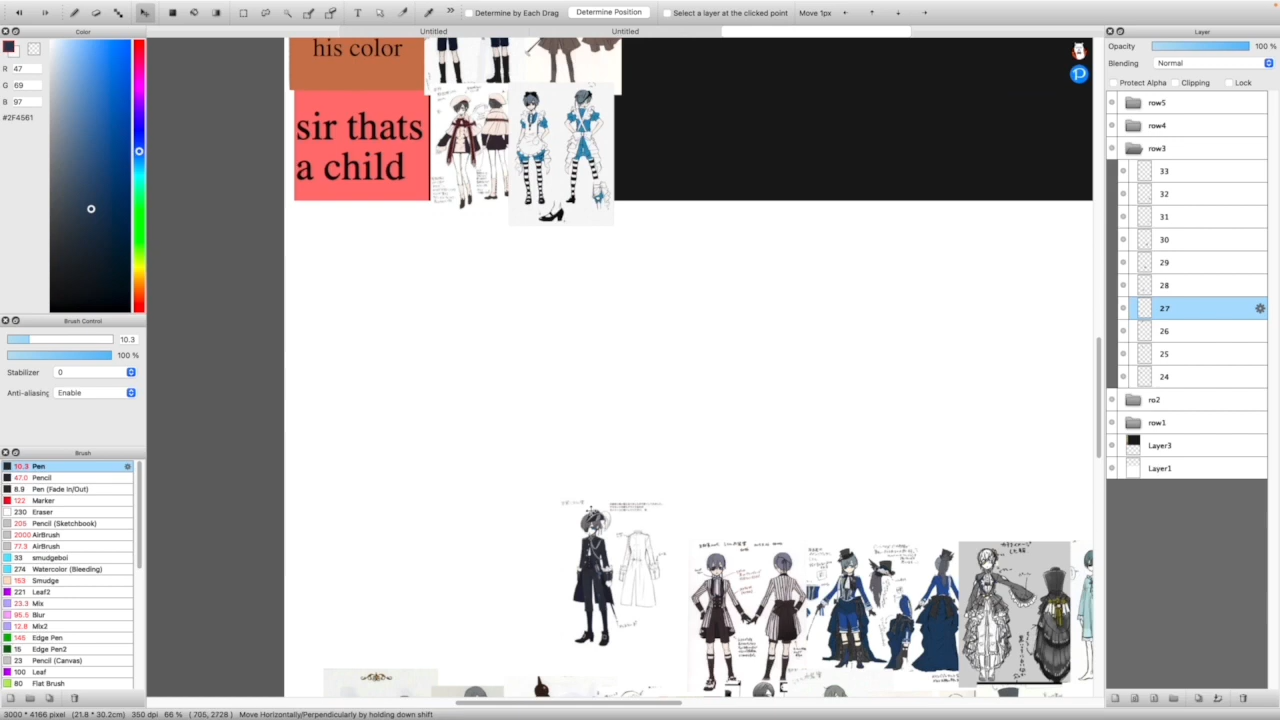 Determine by Each Drag
Determine Position
Select a layer at the clicked point
Move 1px
Color
Untitled
Untitled
Layer
R 47
G 69
B 97
#2F4561
Brush Control
10.3
100 %
Stabilizer
0
Anti-aliasing
Enable
Brush
10.3 Pen
47.0 Pencil
8.9 Pen (Fade In/Out)
122 Marker
230 Eraser
205 Pencil (Sketchbook)
2000 AirBrush
77.3 AirBrush
33 smudgeboi
274 Watercolor (Bleeding)
153 Smudge
221 Leaf2
23.3 Mix
95.5 Blur
12.8 Mix2
145 Edge Pen
15 Edge Pen2
23 Pencil (Canvas)
100 Leaf
80 Flat Brush
his color
sir thats
a child
Opacity
100 %
Blending
Normal
Protect Alpha
Clipping
Lock
row5
row4
row3
33
32
31
30
29
28
27
26
25
24
ro2
row1
Layer3
Layer1
3000 * 4166 pixel (21.8 * 30.2cm) 350 dpi 66 % ( 705, 2728 ) Move Horizontally/Perpendicularly by holding down shift